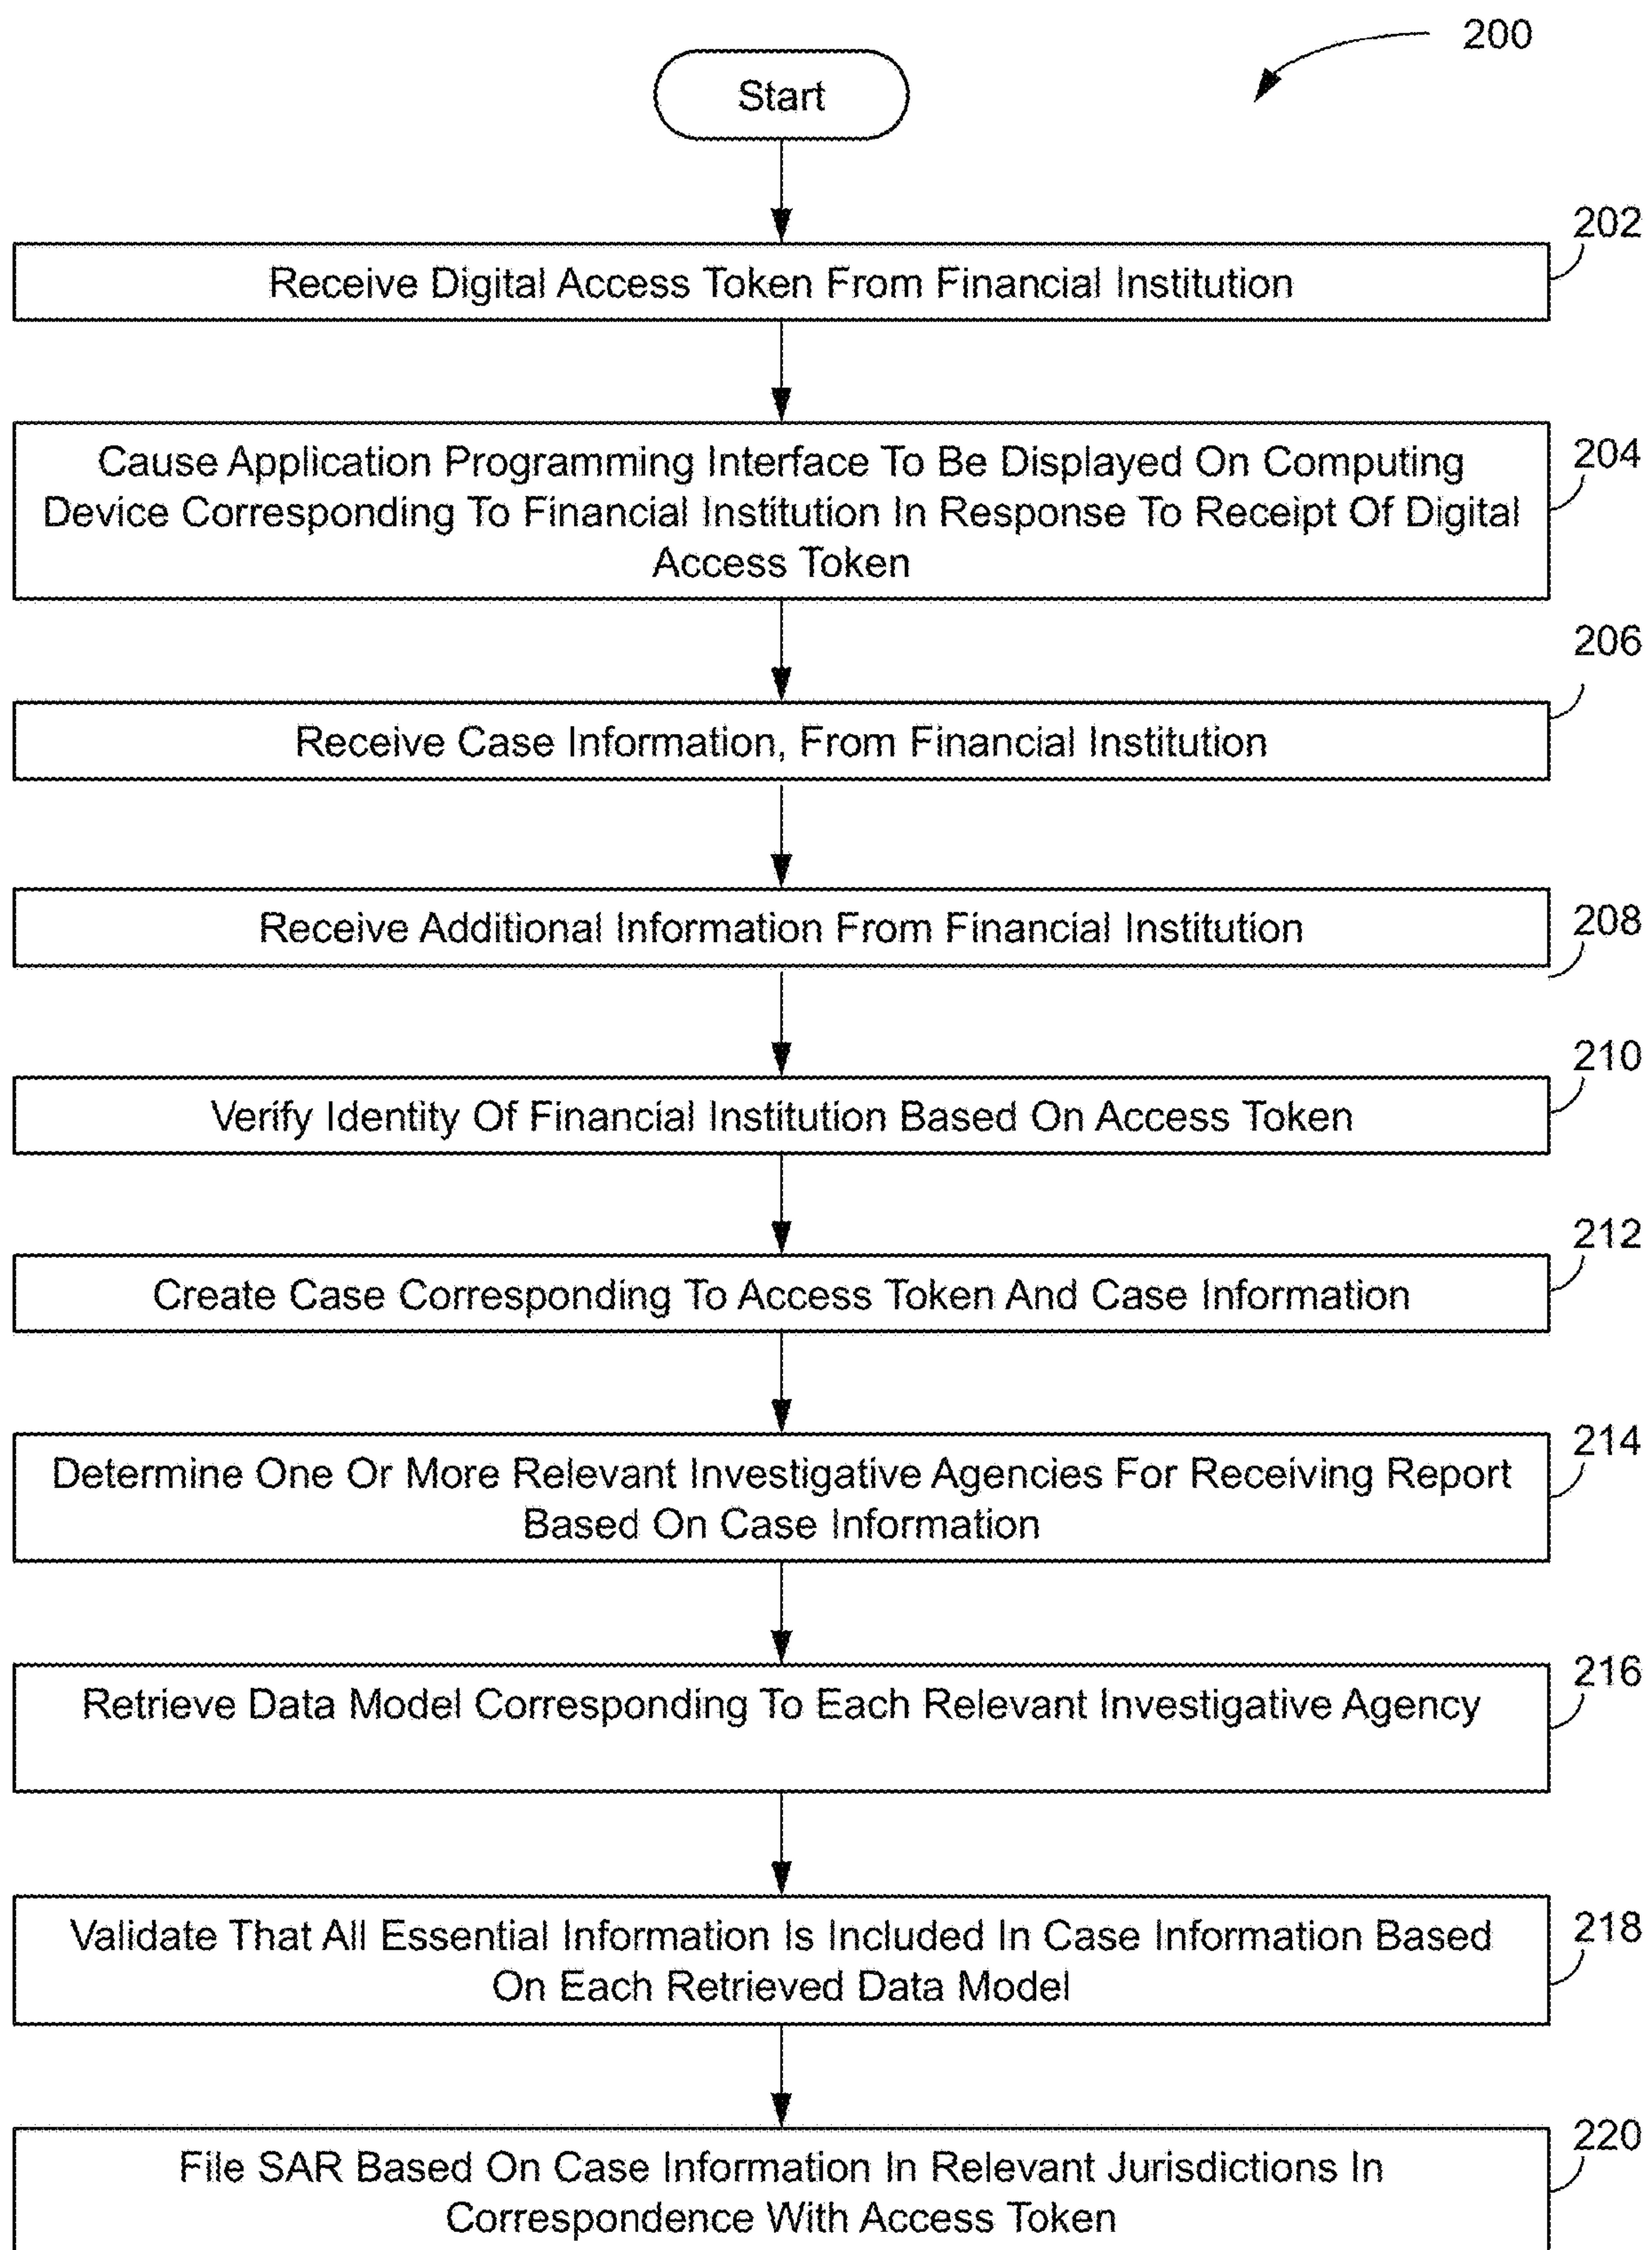 200
Start
202
Receive Digital Access Token From Financial Institution
204
Cause Application Programming Interface To Be Displayed On Computing
Device Corresponding To Financial Institution In Response To Receipt Of Digital
Access Token
206
Receive Case Information, From Financial Institution
208
Receive Additional Information From Financial Institution
210
Verify Identity Of Financial Institution Based On Access Token
212
Create Case Corresponding To Access Token And Case Information
214
Determine One Or More Relevant Investigative Agencies For Receiving Report
Based On Case Information
216
Retrieve Data Model Corresponding To Each Relevant Investigative Agency
218
Validate That All Essential Information Is Included In Case Information Based
On Each Retrieved Data Model
220
File SAR Based On Case Information In Relevant Jurisdictions In
Correspondence With Access Token